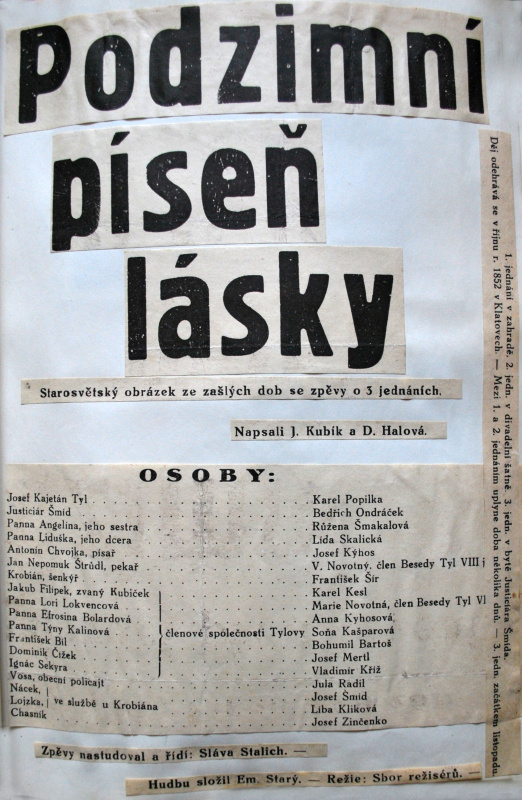 Podzimní
píseň
lásky
Starosvětský obrázek ze zašlých dob se zpěvy o 3 jednáních.
Napsali J. Kubík a D. Halová.
OSOBY:
Josef Kajetán Tyl . . . Karel Popilka
Justiciár Šmíd . . . Bedřich Ondráček
Panna Angelina, jeho sestra . . . Růžena Šmakalová
Panna Liduška, jeho dcera . . . Lída Skalická
Antonín Chvojka, písař . . . Josef Kýhos
Jan Nepomuk Štrúdl, pekař . . . V. Novotný, člen Besedy Tyl VIII
Krobián, šenkýř . . . František Šír
Jakub Filípek, zvaný Kubíček . . . Karel Kesl
Panna Lori Lokvencová . . . Marie Novotná, člen Besedy Tyl
Panna Efrosina Bolardová . . . Anna Kyhosová
Panna Týny Kalinová . . . Soňa Kašparová
členové společnosti Tylovy
František Bíl . . . Bohumil Bartoš
Dominik Čížek . . . Josef Mertl
Ignác Sekyra . . . Vladimír Kříž
Vosa, obecní policajt . . . Jula Radil
Nácek, . . . Josef Šmíd
Lojzka, ve službě u Krobiána . . . Liba Kliková
Chasník . . . Josef Zinčenko
Zpěvy nastudoval a řídí: Sláva Stalich. —
Hudbu složil Em. Starý. — Režie: Sbor režisérů. —
1. jednání v zahradě. 2. jedn. v divadelní šatně. 3. jedn. v bytě Justiciára Šmída.
Děj odehrává se v říjnu r. 1852 v Klatovech. — Mezi 1. a 2. jednáním uplyne doba několika dnů. — 3. jedn. začátkem listopadu.